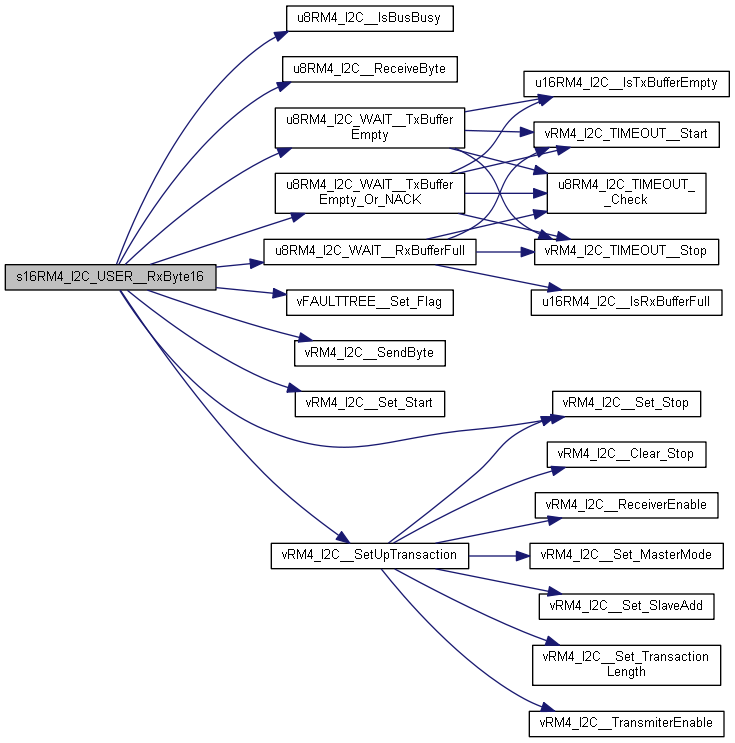 u8RM4_I2C__IsBusBusy
u8RM4_I2C__ReceiveByte
u16RM4_I2C__IsTxBufferEmpty
u8RM4_I2C_WAIT__TxBuffer
Empty
vRM4_I2C_TIMEOUT__Start
u8RM4_I2C_WAIT__TxBuffer
Empty_Or_NACK
u8RM4_I2C_TIMEOUT_
_Check
u8RM4_I2C_WAIT__RxBufferFull
vRM4_I2C_TIMEOUT__Stop
s16RM4_I2C_USER__RxByte16
vFAULTTREE__Set_Flag
u16RM4_I2C__IsRxBufferFull
vRM4_I2C__SendByte
vRM4_I2C__Set_Start
vRM4_I2C__Set_Stop
vRM4_I2C__Clear_Stop
vRM4_I2C__ReceiverEnable
vRM4_I2C__SetUpTransaction
vRM4_I2C__Set_MasterMode
vRM4_I2C__Set_SlaveAdd
vRM4_I2C__Set_Transaction
Length
vRM4_I2C__TransmiterEnable